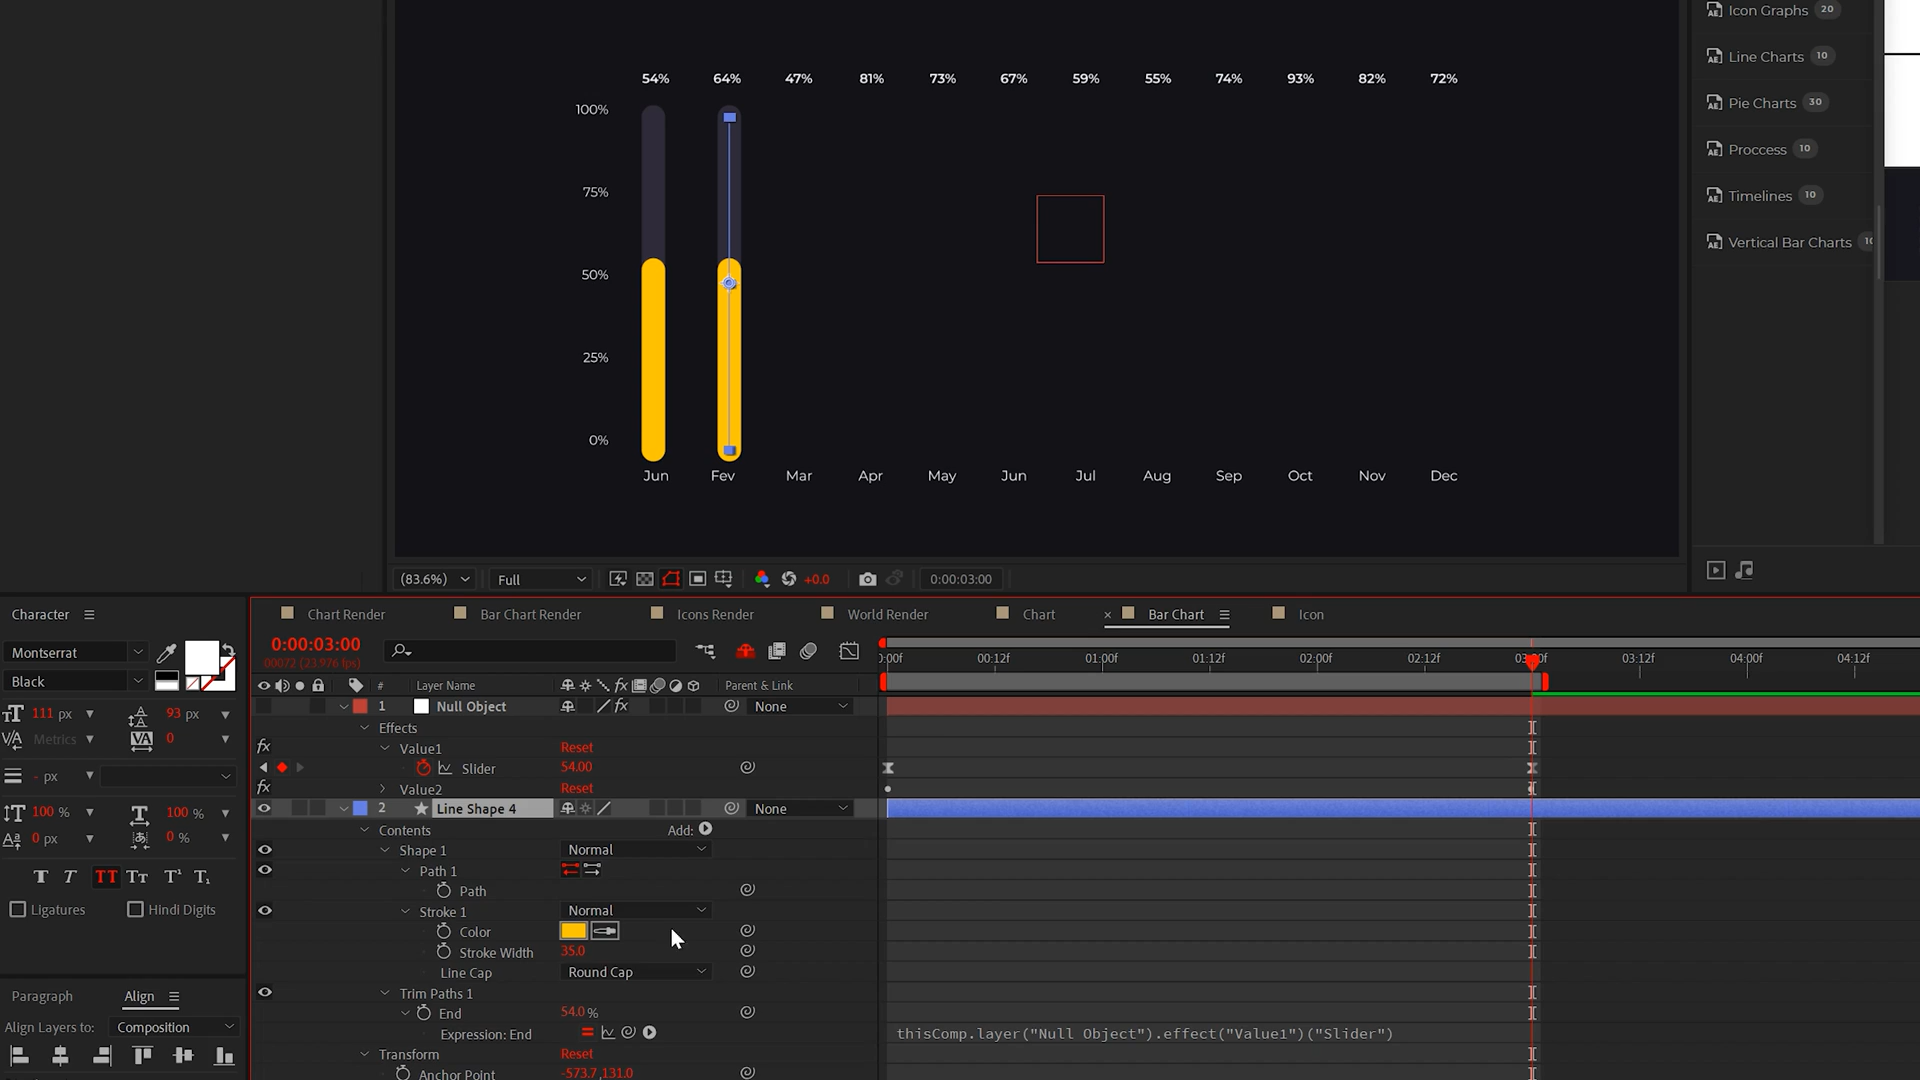 Icon Graphs 20
Line Charts 10
Pie Charts 30
Proccess 10
Timelines 10
Vertical Bar Charts
54% 64% 47% 81% 73% 67% 59% 55% 74% 93% 82% 72%
100%
75%
50%
25%
0%
Jun Fev Mar Apr May Jun Jul Aug Sep Oct Nov Dec
(83.6%) Full +0.0 0:00:03:00
Character
Chart Render Bar Chart Render Icons Render World Render Chart × Bar Chart Icon
Montserrat
Black
111 px 93 px
Metrics 0
- px
100 % 100 %
0 px 0 %
Ligatures Hindi Digits
Paragraph Align
Align Layers to: Composition
0:00:03:00
00072 (23.976 fps)
:00f 00:12f 01:00f 01:12f 02:00f 02:12f 03:00f 03:12f 04:00f 04:12f
# Layer Name Parent & Link
1 Null Object None
Effects
Value1 Reset
Slider 54.00
Value2 Reset
2 Line Shape 4 None
Contents Add:
Shape 1 Normal
Path 1
Path
Stroke 1 Normal
Color
Stroke Width 35.0
Line Cap Round Cap
Trim Paths 1
End 54.0 %
Expression: End thisComp.layer("Null Object").effect("Value1")("Slider")
Transform Reset
Anchor Point -573.7,131.0